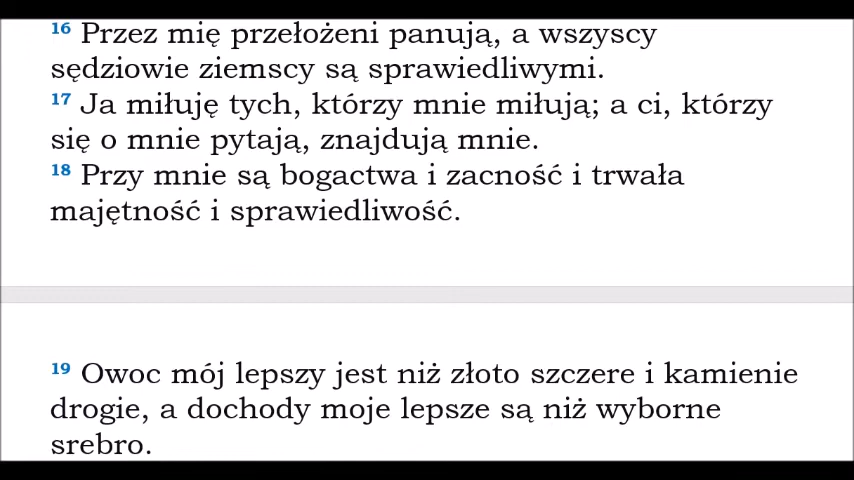 16 Przez mię przełożeni panują, a wszyscy
sędziowie ziemscy są sprawiedliwymi.
17 Ja miłuję tych, którzy mnie miłują; a ci, którzy
się o mnie pytają, znajdują mnie.
18 Przy mnie są bogactwa i zacność i trwała
majętność i sprawiedliwość.
19 Owoc mój lepszy jest niż złoto szczere i kamienie
drogie, a dochody moje lepsze są niż wyborne
srebro.